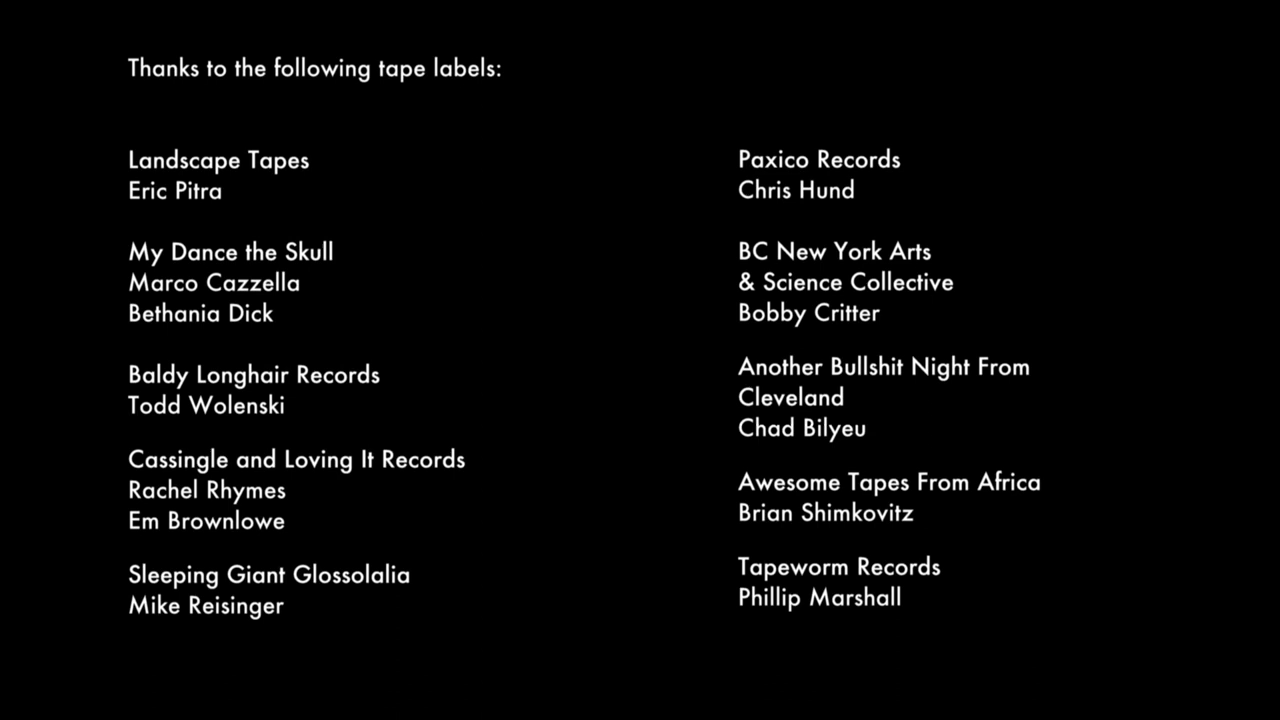 Thanks to the following tape labels:
Landscape Tapes
Eric Pitra
My Dance the Skull
Marco Cazzella
Bethania Dick
Baldy Longhair Records
Todd Wolenski
Cassingle and Loving It Records
Rachel Rhymes
Em Brownlowe
Sleeping Giant Glossolalia
Mike Reisinger
Paxico Records
Chris Hund
BC New York Arts
& Science Collective
Bobby Critter
Another Bullshit Night From
Cleveland
Chad Bilyeu
Awesome Tapes From Africa
Brian Shimkovitz
Tapeworm Records
Phillip Marshall